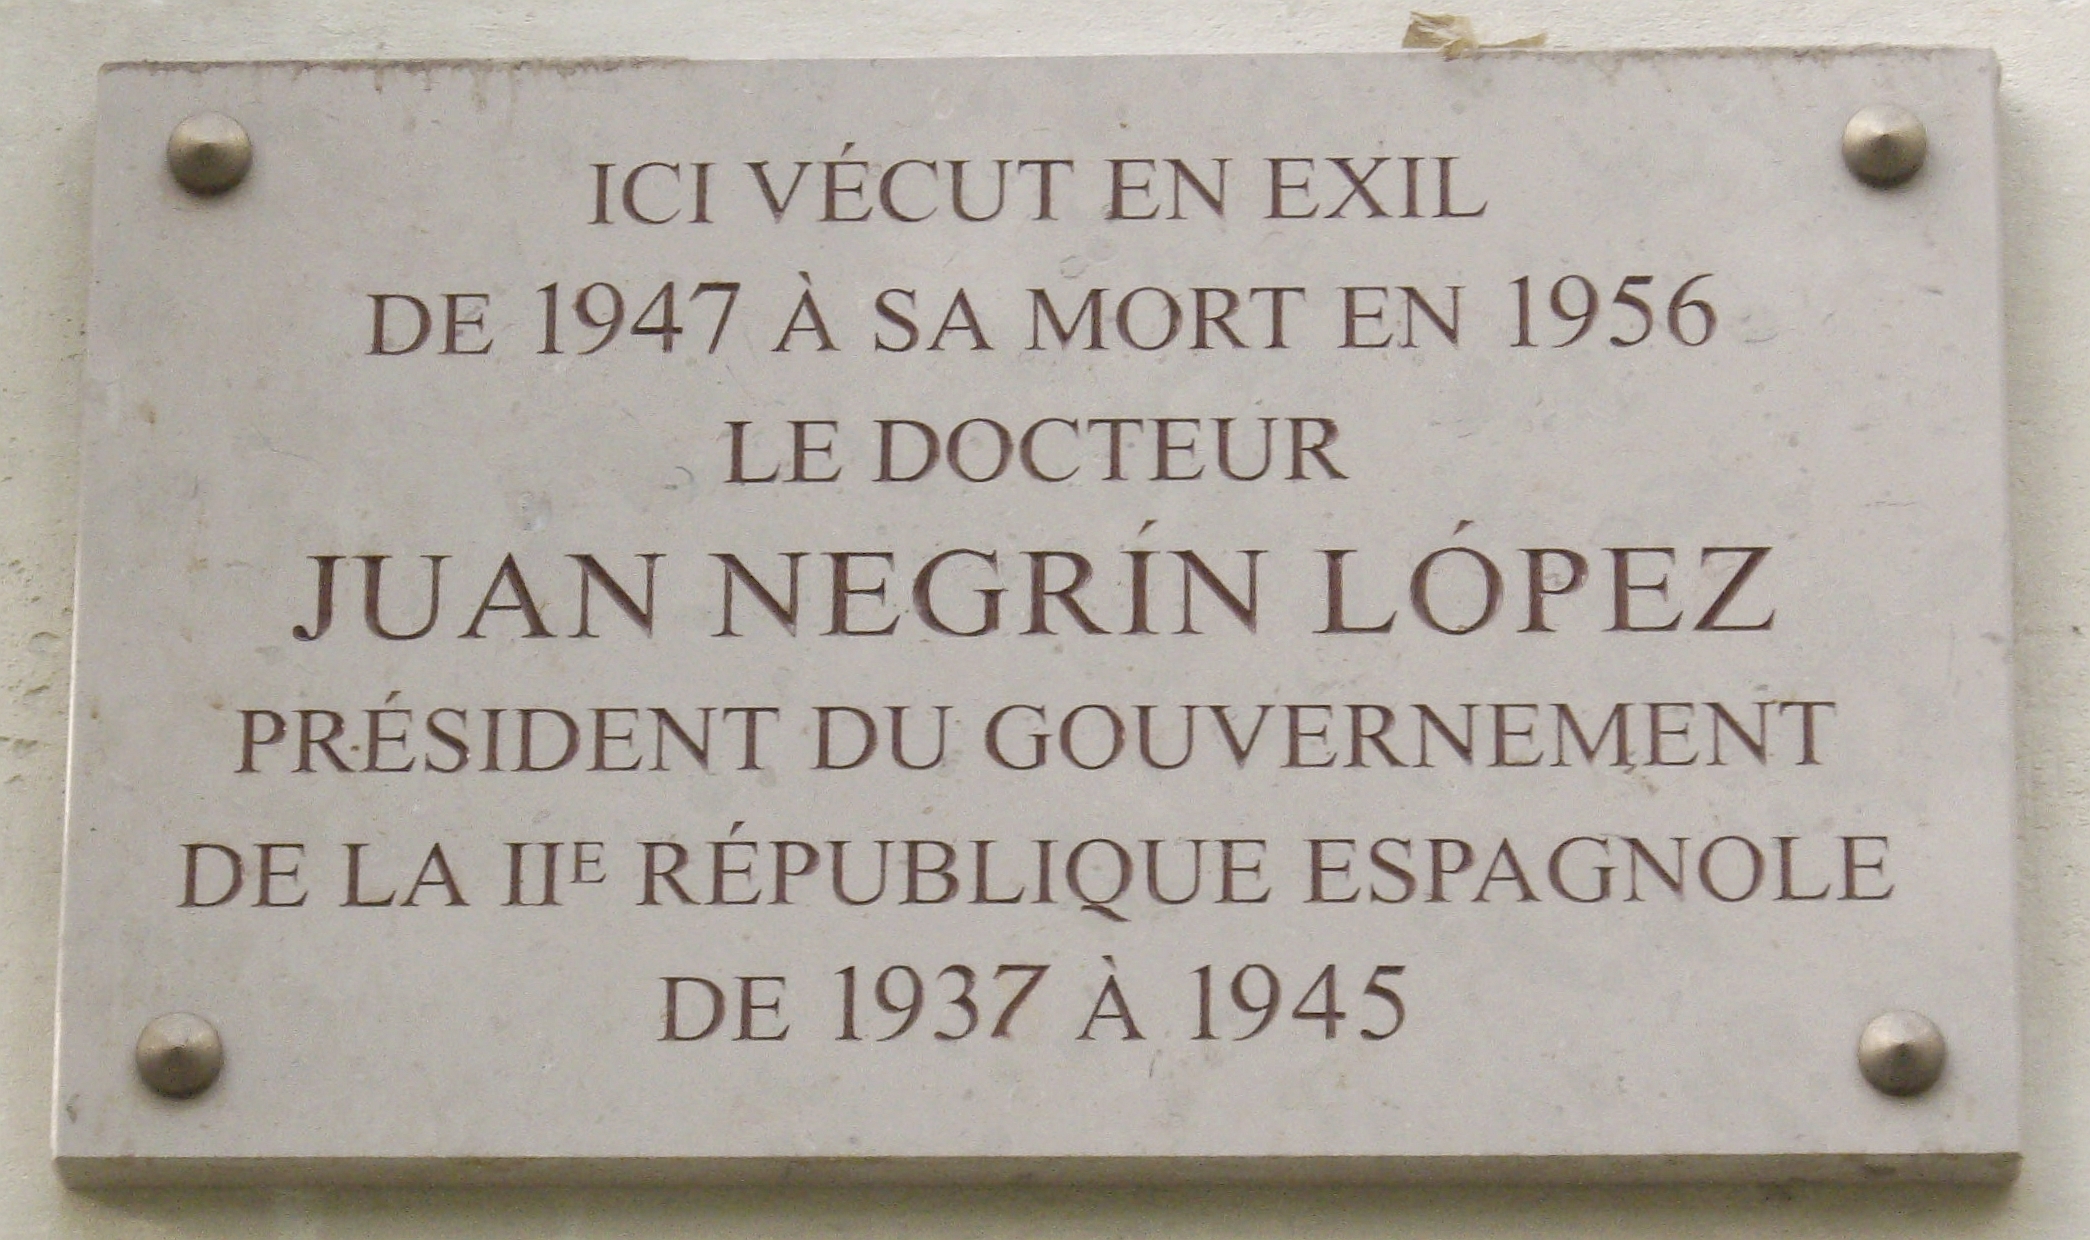 ICI VÉCUT EN EXIL
DE 1947 À SA MORT EN 1956
LE DOCTEUR
JUAN NEGRÍN LÓPEZ
PRÉSIDENT DU GOUVERNEMENT
DE LA IIE RÉPUBLIQUE ESPAGNOLE
DE 1937 À 1945